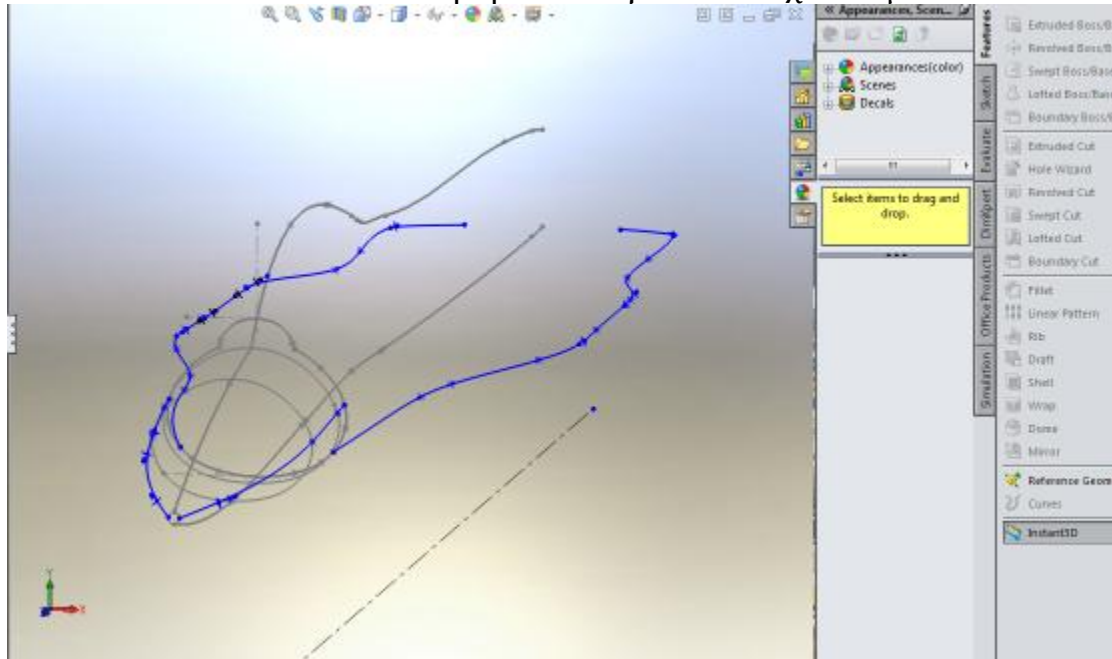 Appearances, Scen...
Appearances(color)
Scenes
Decals
Select items to drag and
drop.
Features
Sketch
Evaluate
DimXpert
Office Products
Simulation
Extruded Boss/B
Revolved Boss/B
Swept Boss/Base
Lofted Boss/Base
Boundary Boss/B
Extruded Cut
Hole Wizard
Revolved Cut
Swept Cut
Lofted Cut
Boundary Cut
Fillet
Linear Pattern
Rib
Draft
Shell
Wrap
Dome
Mirror
Reference Geom
Curves
Instant3D
Y
X